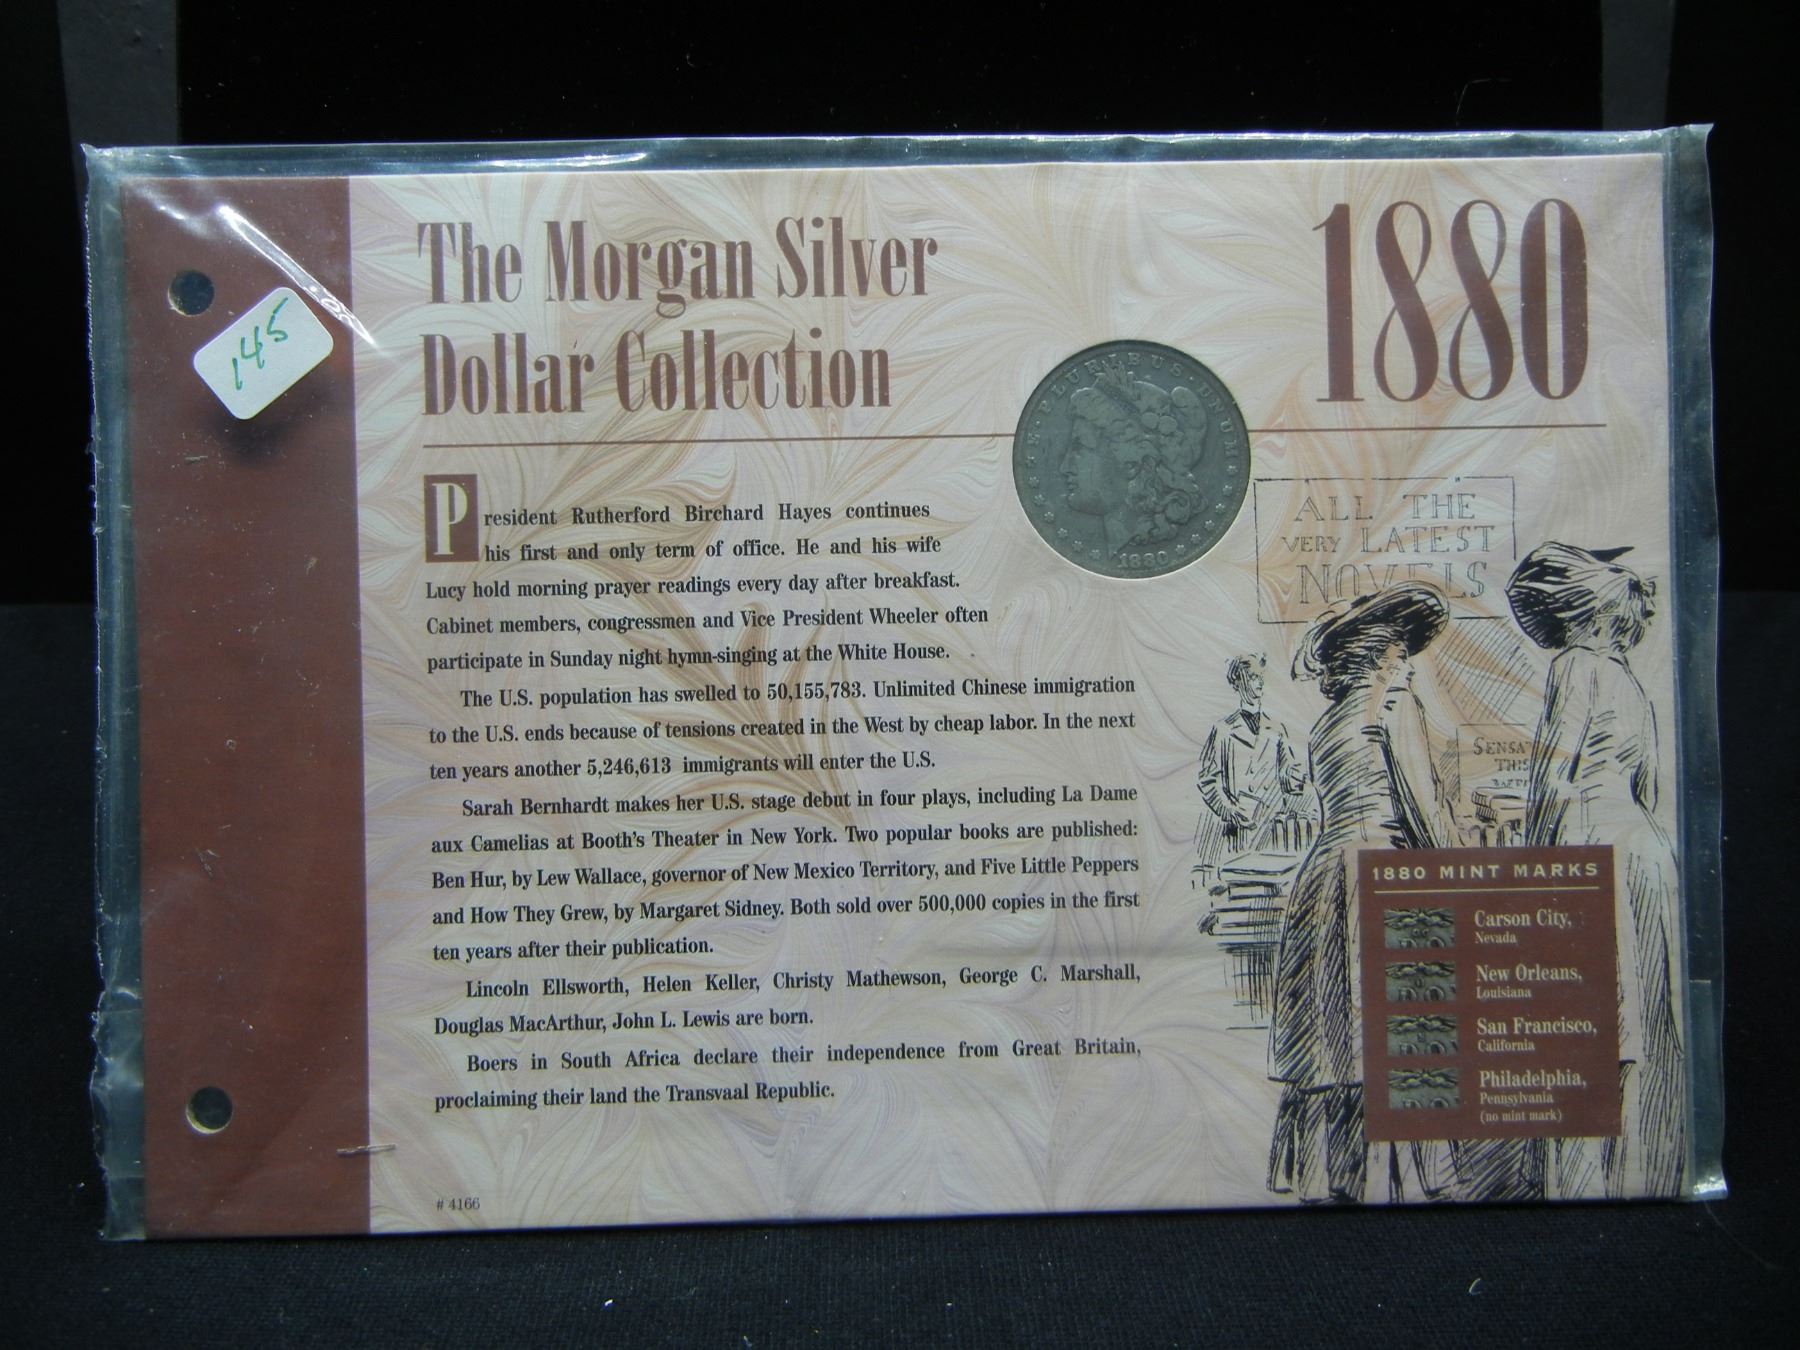 The Morgan Silver
Dollar Collection
1880
145
E·PLURIBUS·UNUM
1880
President Rutherford Birchard Hayes continues
his first and only term of office. He and his wife
Lucy hold morning prayer readings every day after breakfast.
Cabinet members, congressmen and Vice President Wheeler often
participate in Sunday night hymn-singing at the White House.
The U.S. population has swelled to 50,155,783. Unlimited Chinese immigration
to the U.S. ends because of tensions created in the West by cheap labor. In the next
ten years another 5,246,613 immigrants will enter the U.S.
Sarah Bernhardt makes her U.S. stage debut in four plays, including La Dame
aux Camelias at Booth's Theater in New York. Two popular books are published:
Ben Hur, by Lew Wallace, governor of New Mexico Territory, and Five Little Peppers
and How They Grew, by Margaret Sidney. Both sold over 500,000 copies in the first
ten years after their publication.
Lincoln Ellsworth, Helen Keller, Christy Mathewson, George C. Marshall,
Douglas MacArthur, John L. Lewis are born.
Boers in South Africa declare their independence from Great Britain,
proclaiming their land the Transvaal Republic.
# 4166
ALL THE
VERY LATEST
NOVELS
SENSAT
THIS
1880 MINT MARKS
Carson City,
Nevada
New Orleans,
Louisiana
San Francisco,
California
Philadelphia,
Pennsylvania
(no mint mark)